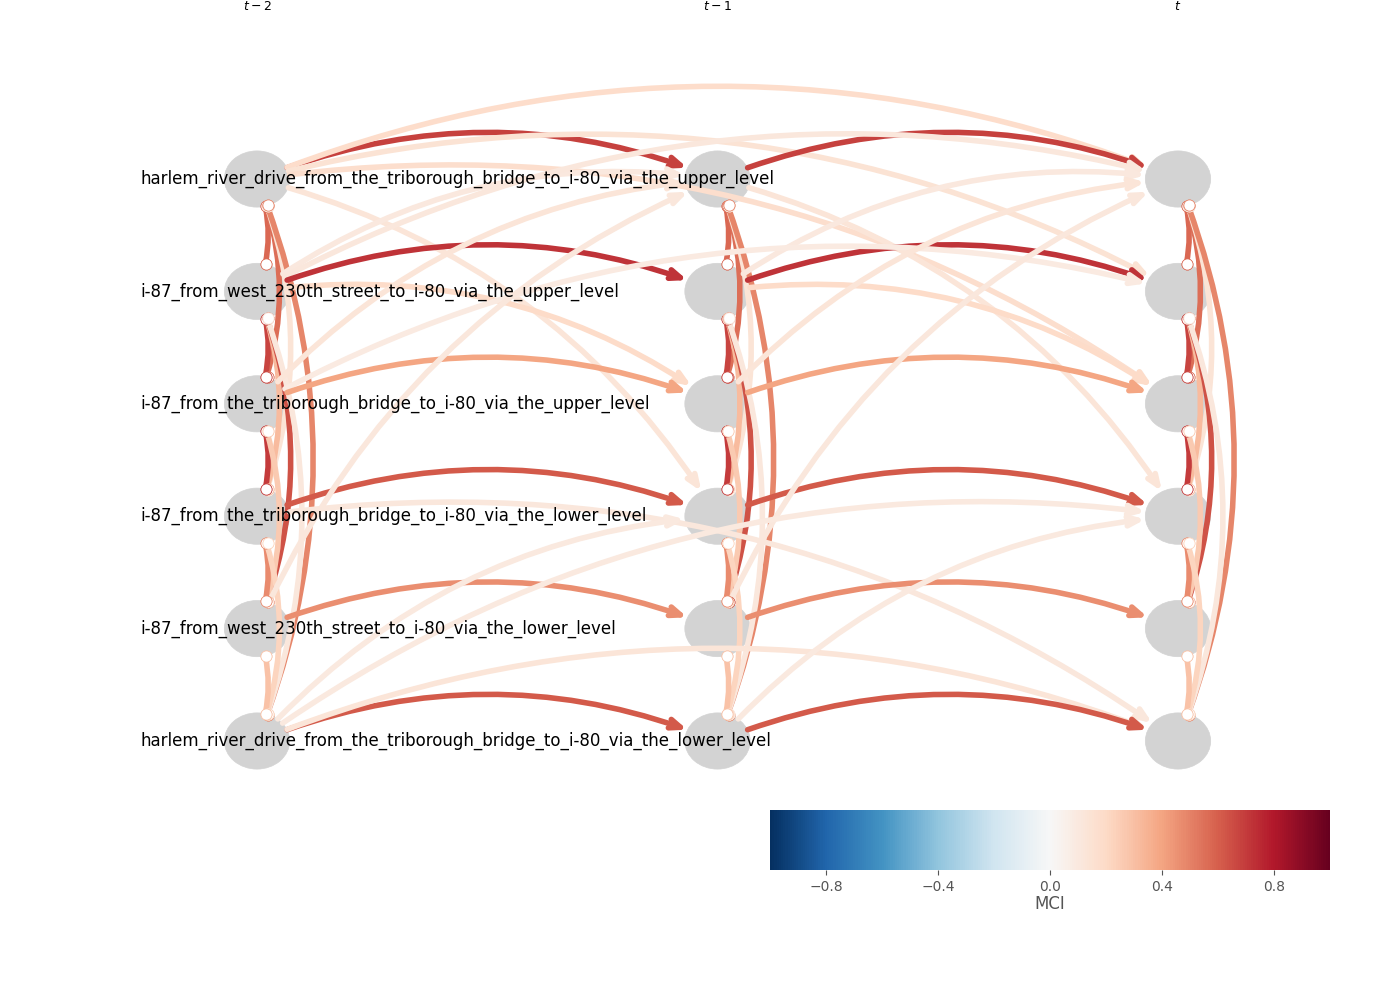 t − 2 t − 1 t
harlem_river_drive_from_the_triborough_bridge_to_i-80_via_the_upper_level
i-87_from_west_230th_street_to_i-80_via_the_upper_level
i-87_from_the_triborough_bridge_to_i-80_via_the_upper_level
i-87_from_the_triborough_bridge_to_i-80_via_the_lower_level
i-87_from_west_230th_street_to_i-80_via_the_lower_level
harlem_river_drive_from_the_triborough_bridge_to_i-80_via_the_lower_level
−0.8 −0.4 0.0 0.4 0.8
MCI